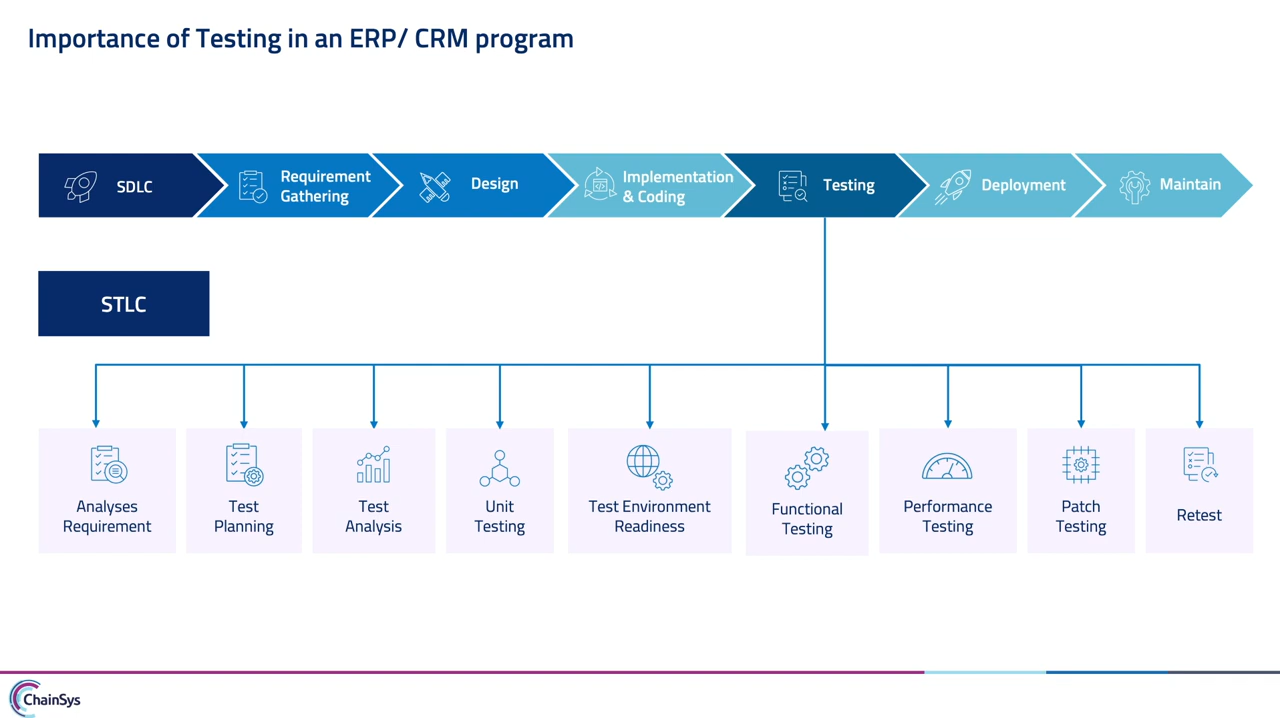 Importance of Testing in an ERP/ CRM program
SDLC
Requirement
Gathering
Design
Implementation
& Coding
Testing
Deployment
Maintain
STLC
Analyses
Requirement
Test
Planning
Test
Analysis
Unit
Testing
Test Environment
Readiness
Functional
Testing
Performance
Testing
Patch
Testing
Retest
ChainSys